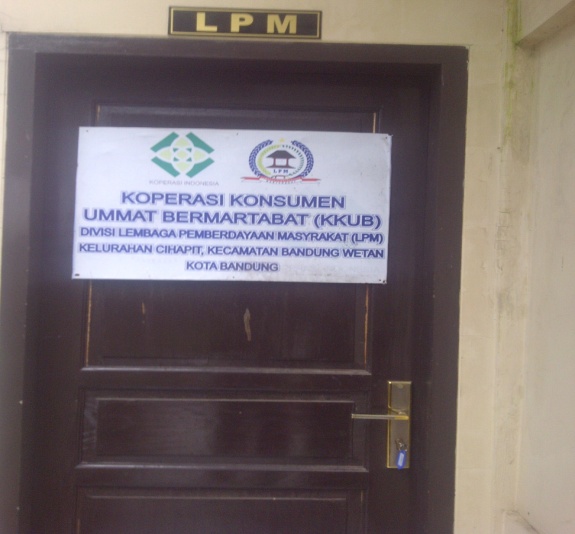 LPM
KOPERASI INDONESIA
LPM
KOPERASI KONSUMEN
UMMAT BERMARTABAT (KKUB)
DIVISI LEMBAGA PEMBERDAYAAN MASYRAKAT (LPM)
KELURAHAN CIHAPIT, KECAMATAN BANDUNG WETAN
KOTA BANDUNG